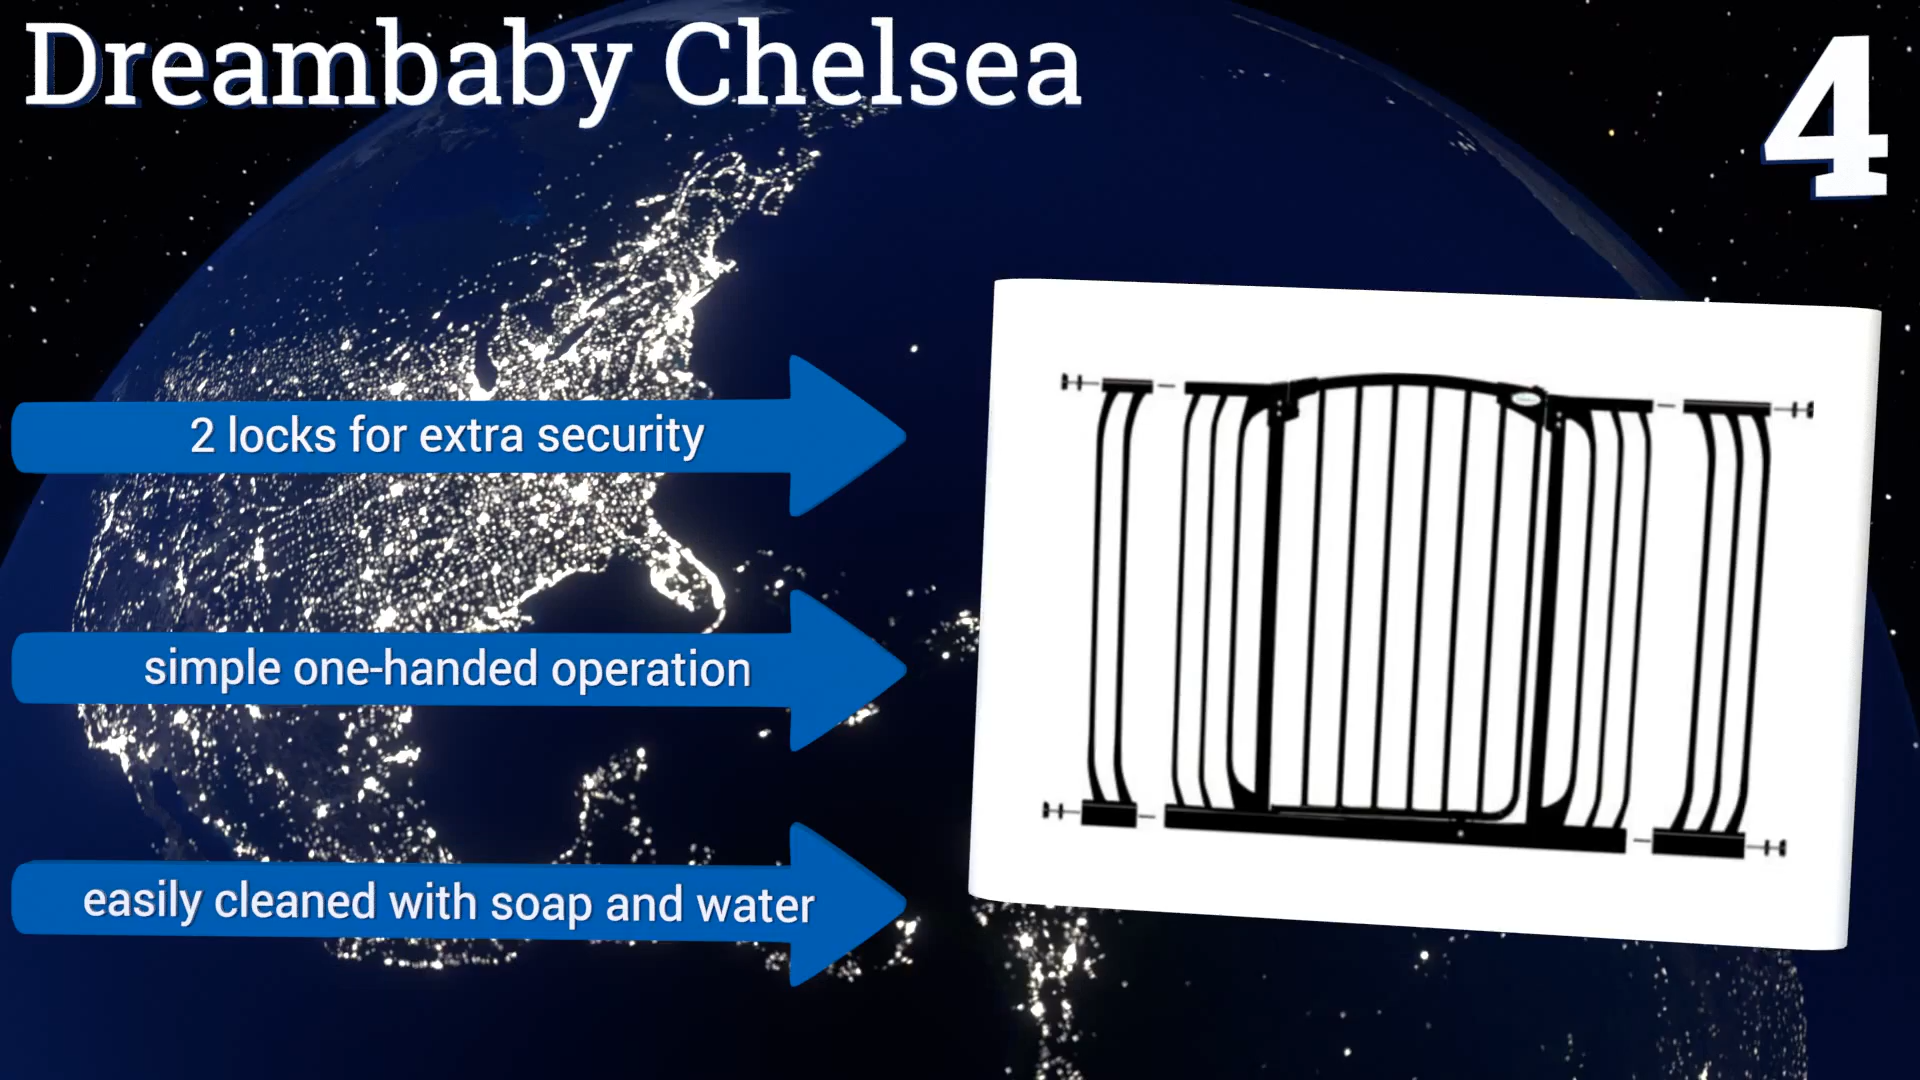 Dreambaby Chelsea
4
2 locks for extra security
simple one-handed operation
easily cleaned with soap and water